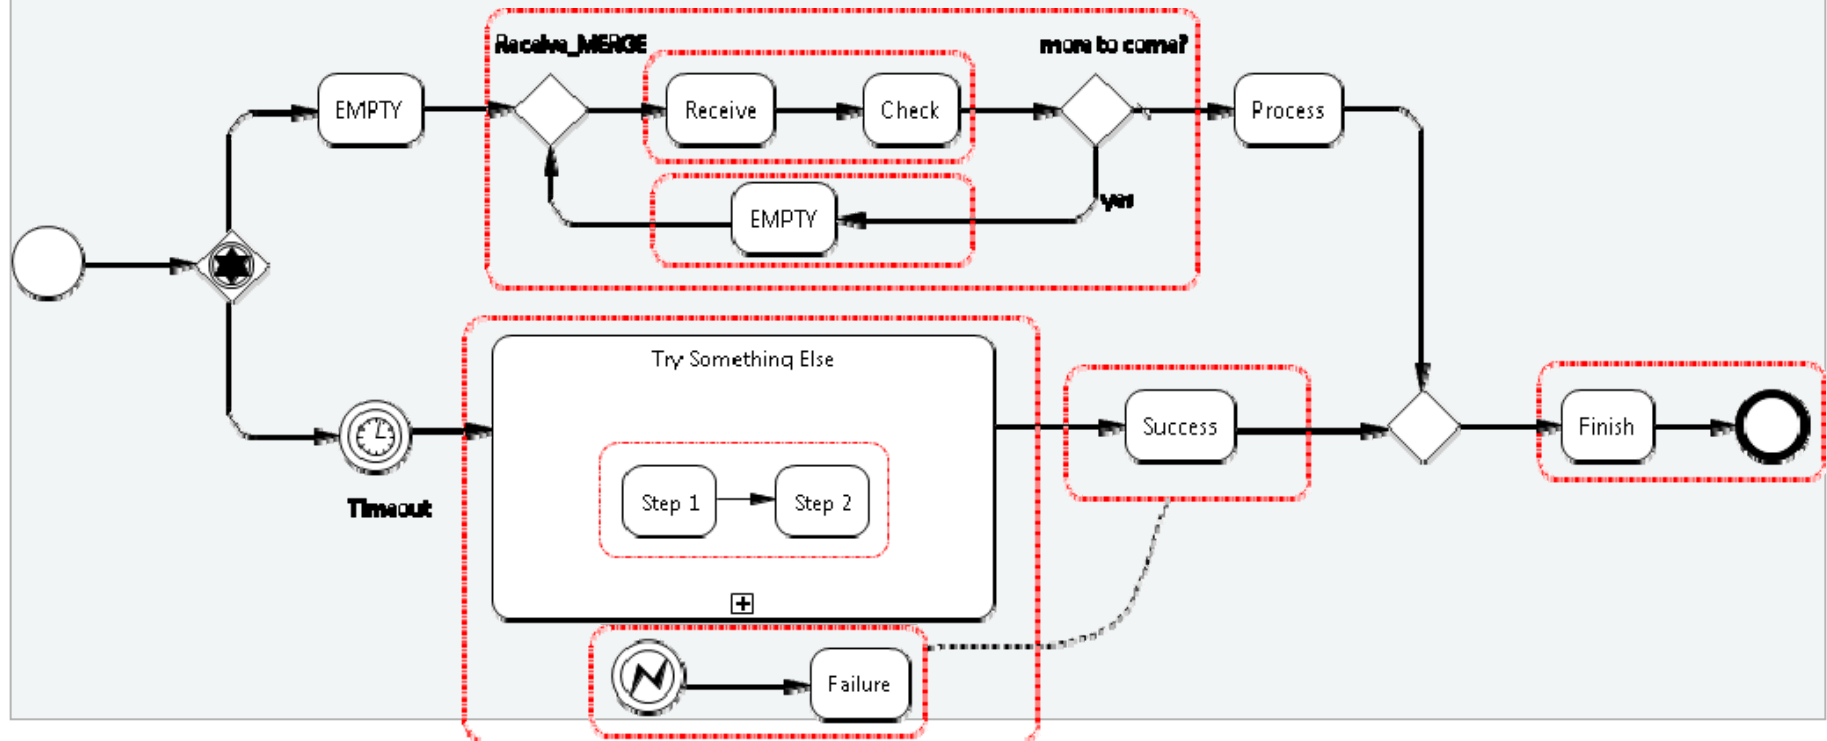 Receive_MERGE
more to come?
EMPTY
Receive
Check
Process
EMPTY
yes
Try Something Else
Success
Finish
Step 1
Step 2
Timeout
Failure